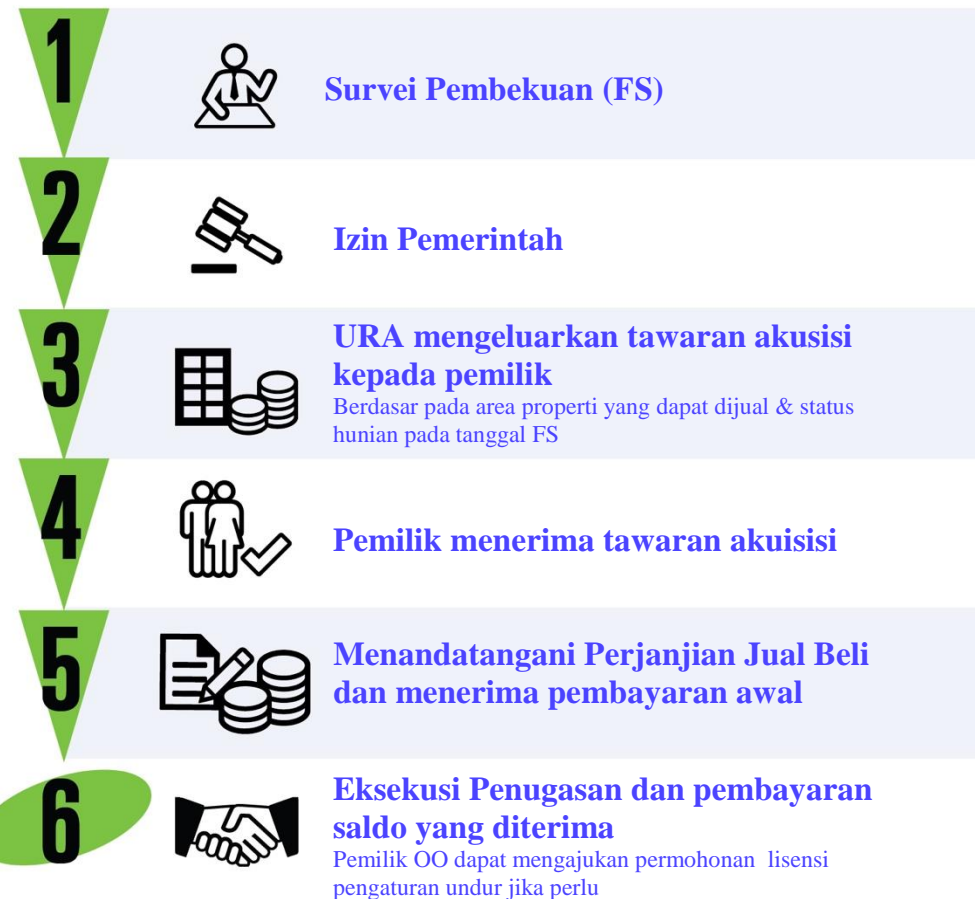 1
Survei Pembekuan (FS)
2
Izin Pemerintah
3
URA mengeluarkan tawaran akusisi
kepada pemilik
Berdasar pada area properti yang dapat dijual & status
hunian pada tanggal FS
4
Pemilik menerima tawaran akuisisi
5
Menandatangani Perjanjian Jual Beli
dan menerima pembayaran awal
6
Eksekusi Penugasan dan pembayaran
saldo yang diterima
Pemilik OO dapat mengajukan permohonan lisensi
pengaturan undur jika perlu